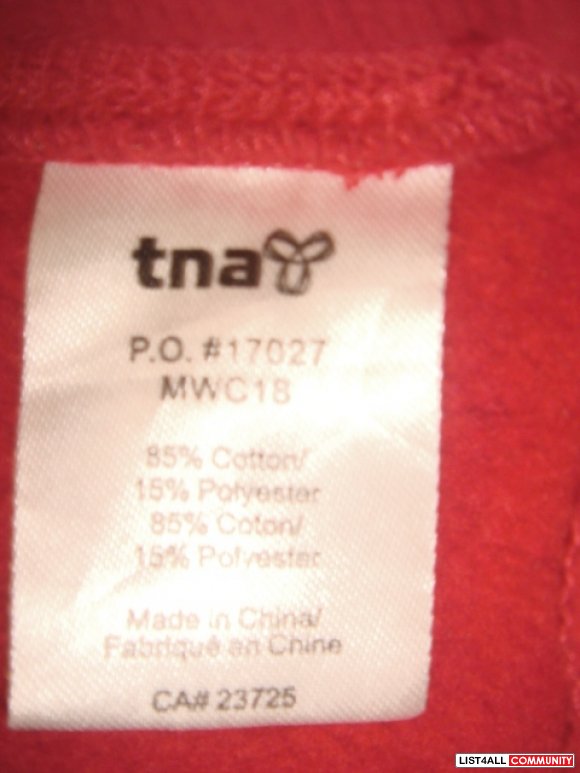 tna
P.O. #17027
MWC18
85% Cotton/
15% Polyester
85% Coton/
15% Polyester
Made in China/
Fabriqué an Chine
CA# 23725
LIST4ALL COMMUNITY